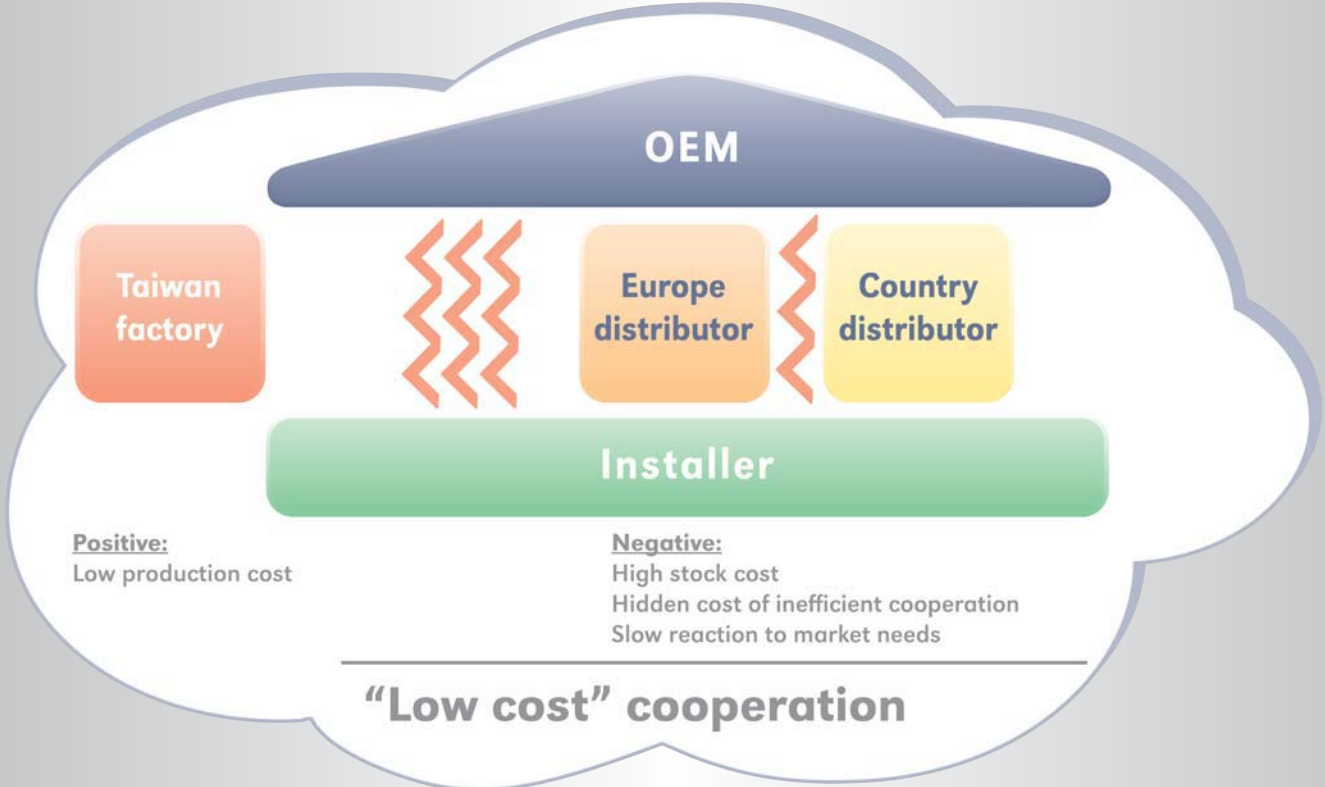 OEM
Taiwan
factory
Europe
distributor
Country
distributor
Installer
Positive:
Low production cost
Negative:
High stock cost
Hidden cost of inefficient cooperation
Slow reaction to market needs
“Low cost” cooperation